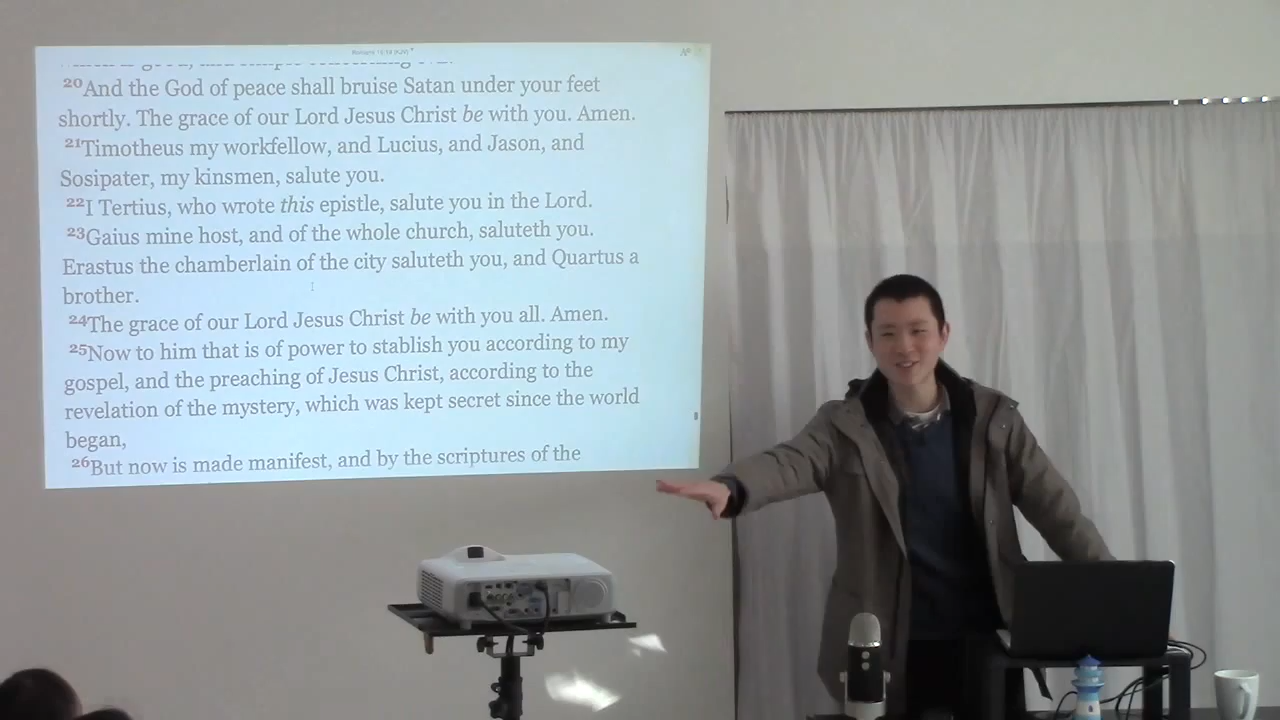 20And the God of peace shall bruise Satan under your feet
shortly. The grace of our Lord Jesus Christ be with you. Amen.
21Timotheus my workfellow, and Lucius, and Jason, and
Sosipater, my kinsmen, salute you.
22I Tertius, who wrote this epistle, salute you in the Lord.
23Gaius mine host, and of the whole church, saluteth you.
Erastus the chamberlain of the city saluteth you, and Quartus a
brother.
24The grace of our Lord Jesus Christ be with you all. Amen.
25Now to him that is of power to stablish you according to my
gospel, and the preaching of Jesus Christ, according to the
revelation of the mystery, which was kept secret since the world
began,
26But now is made manifest, and by the scriptures of the